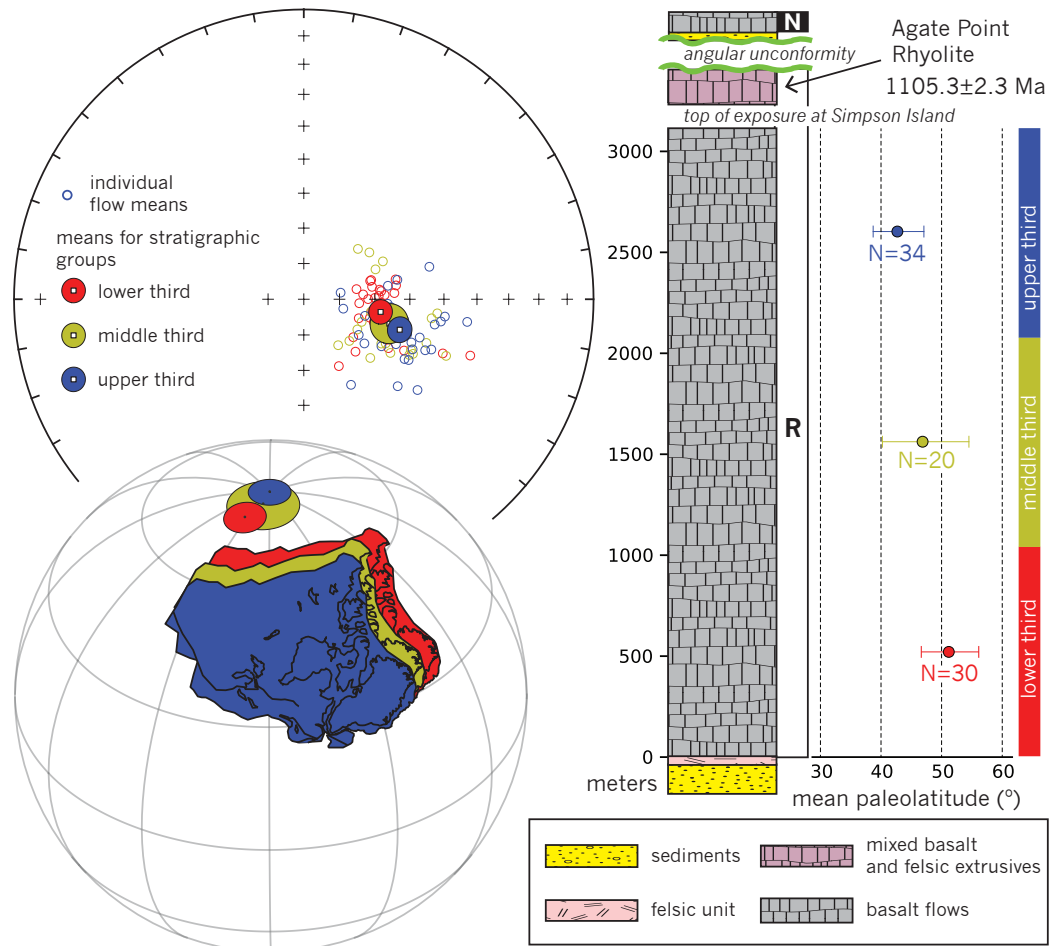 individual
flow means
means for stratigraphic
groups
lower third
middle third
upper third
N
angular unconformity
Agate Point
Rhyolite
1105.3±2.3 Ma
top of exposure at Simpson Island
3000
2500
2000
1500
1000
500
0
meters
R
N=34
N=20
N=30
upper third
middle third
lower third
30 40 50 60
mean paleolatitude (°)
sediments
mixed basalt
and felsic extrusives
felsic unit
basalt flows